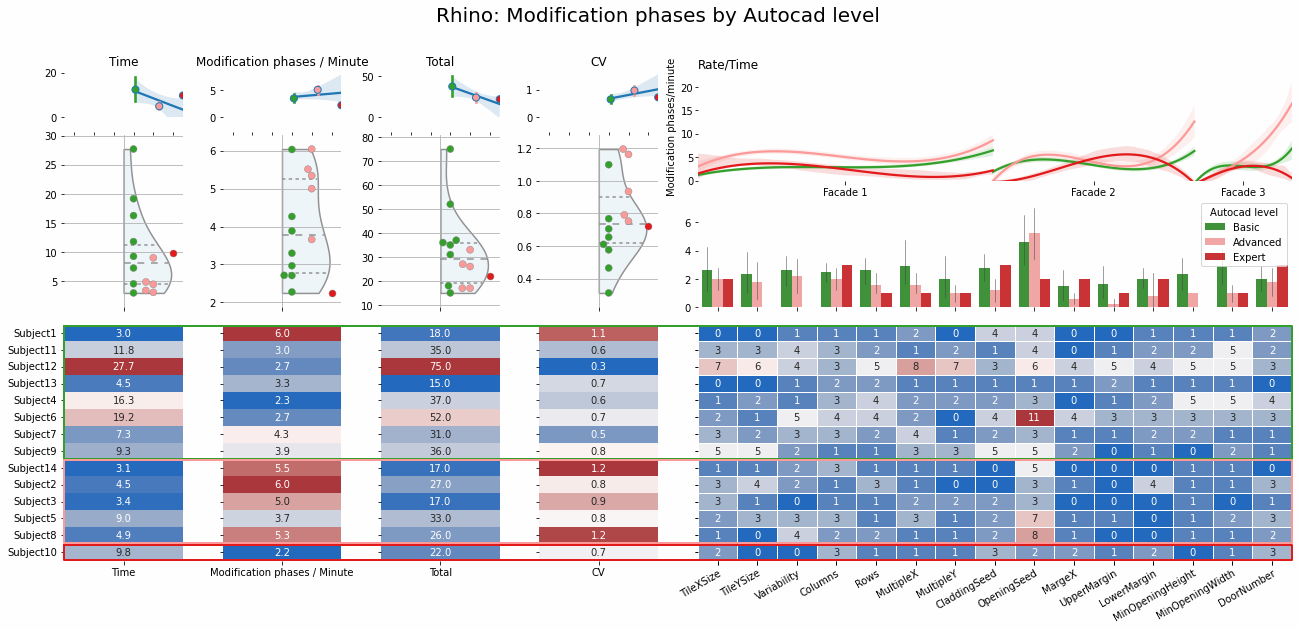 Rhino: Modification phases by Autocad level
Time
Modification phases / Minute
Total
CV
Rate/Time
20
0
5
0
50
0
1
0
Modification phases/minute
20
15
10
5
0
Facade 1
Facade 2
Facade 3
30
25
20
15
10
5
6
5
4
3
2
80
70
60
50
40
30
20
10
1.2
1.0
0.8
0.6
0.4
6
4
2
0
Autocad level
Basic
Advanced
Expert
Subject1 3.0 6.0 18.0 1.1 0 0 1 1 1 2 0 4 4 0 0 1 1 1 2
Subject11 11.8 3.0 35.0 0.6 3 3 4 3 2 1 2 1 4 0 1 2 2 5 2
Subject12 27.7 2.7 75.0 0.3 7 6 4 3 5 8 7 3 6 4 5 4 5 5 3
Subject13 4.5 3.3 15.0 0.7 0 0 1 2 2 1 1 1 1 1 2 1 1 1 0
Subject4 16.3 2.3 37.0 0.6 1 2 1 3 4 2 2 2 3 0 1 2 5 5 4
Subject6 19.2 2.7 52.0 0.7 2 1 5 4 4 2 0 4 11 4 3 3 3 3 3
Subject7 7.3 4.3 31.0 0.5 3 2 3 3 2 4 1 2 3 1 1 2 2 1 1
Subject9 9.3 3.9 36.0 0.8 5 5 2 1 1 3 3 5 5 2 0 1 0 2 1
Subject14 3.1 5.5 17.0 1.2 1 1 2 3 1 1 1 0 5 0 0 0 1 1 0
Subject2 4.5 6.0 27.0 0.8 3 4 2 1 3 1 0 0 3 1 0 4 1 1 3
Subject3 3.4 5.0 17.0 0.9 3 1 0 1 1 2 2 2 3 0 0 0 1 0 1
Subject5 9.0 3.7 33.0 0.8 2 3 3 3 1 3 1 2 7 1 1 0 1 2 3
Subject8 4.9 5.3 26.0 1.2 1 0 4 2 2 1 1 2 8 1 0 0 1 1 2
Subject10 9.8 2.2 22.0 0.7 2 0 0 3 1 1 1 3 2 2 1 2 0 1 3
Time
Modification phases / Minute
Total
CV
TileXSize
TileYSize
Variability
Columns
Rows
MultipleX
MultipleY
CladdingSeed
OpeningSeed
MargeX
UpperMargin
LowerMargin
MinOpeningHeight
MinOpeningWidth
DoorNumber